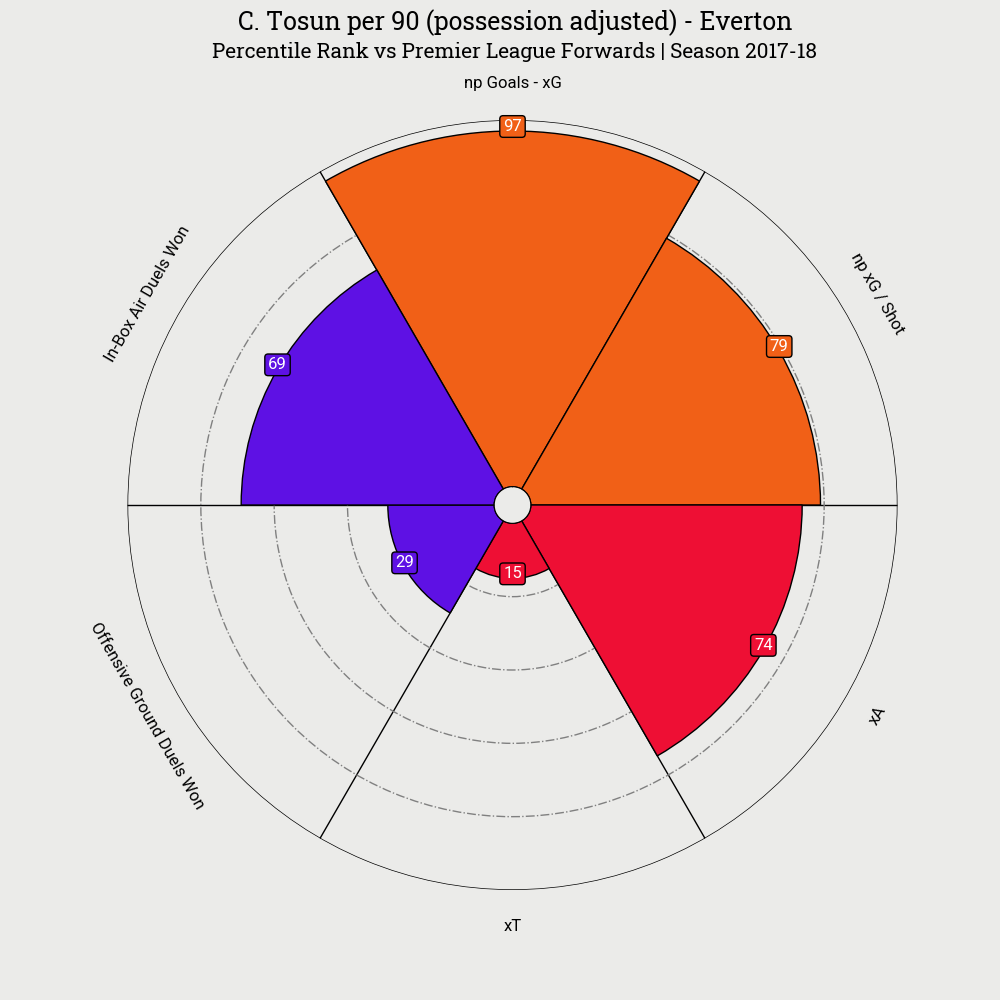 C. Tosun per 90 (possession adjusted) - Everton
Percentile Rank vs Premier League Forwards | Season 2017-18
np Goals - xG
97
In-Box Air Duels Won
np xG / Shot
79
69
29
15
74
Offensive Ground Duels Won
xA
xT